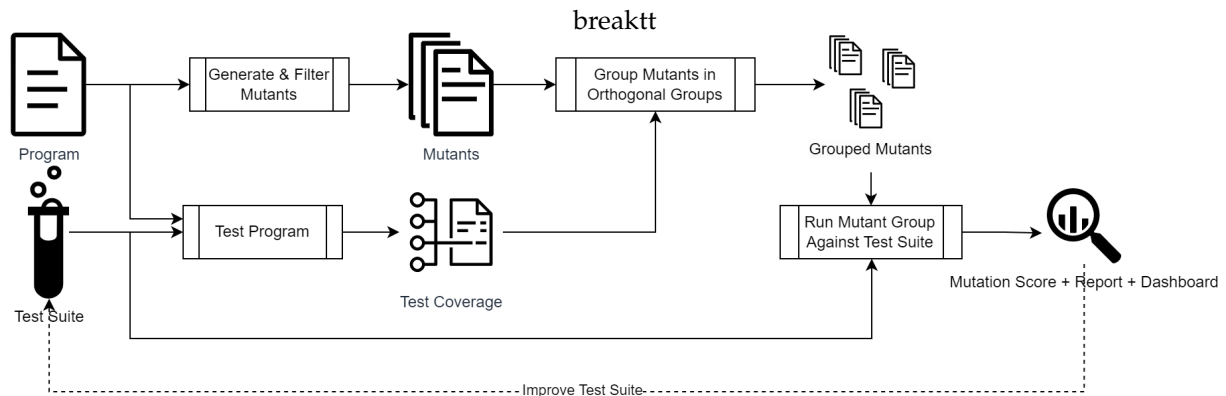 breaktt
Generate & Filter
Mutants
Group Mutants in
Orthogonal Groups
Program
Mutants
Grouped Mutants
Test Program
Run Mutant Group
Against Test Suite
Test Coverage
Mutation Score + Report + Dashboard
Test Suite
Improve Test Suite